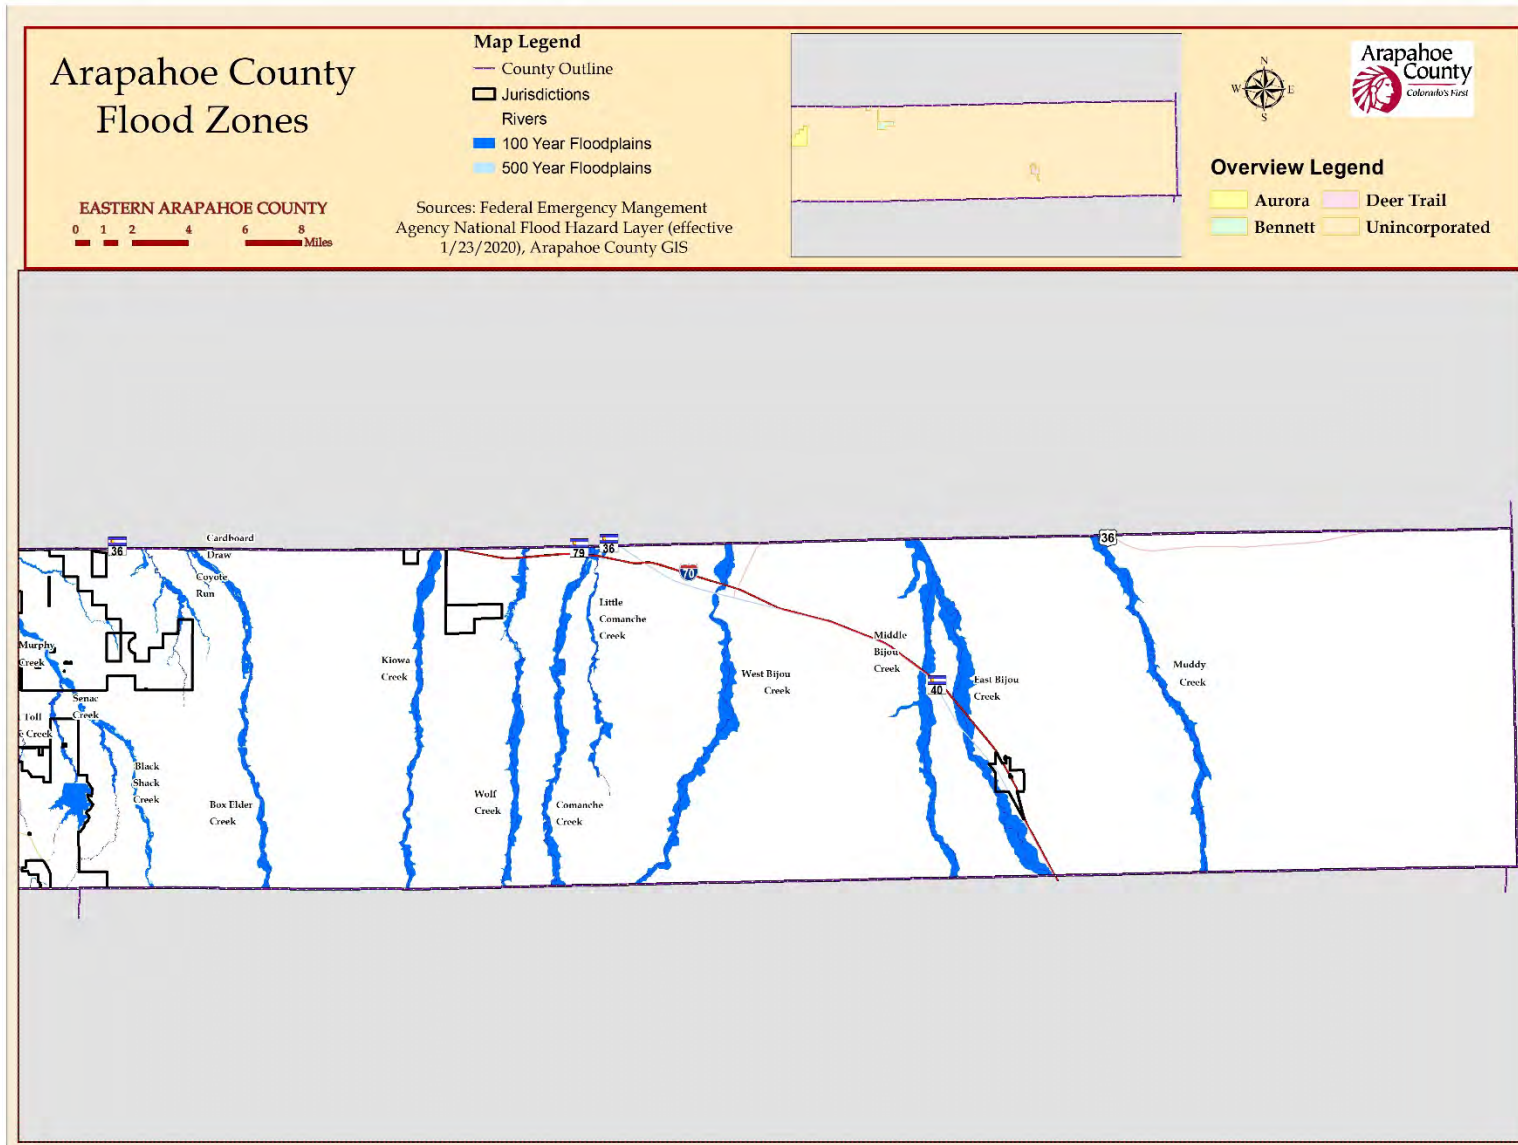 Arapahoe County
Flood Zones
EASTERN ARAPAHOE COUNTY
0 1 2 4 6 8
Miles
Map Legend
County Outline
Jurisdictions
Rivers
100 Year Floodplains
500 Year Floodplains
Sources: Federal Emergency Mangement
Agency National Flood Hazard Layer (effective
1/23/2020), Arapahoe County GIS
N
W E
S
Arapahoe
County
Colorado's First
Overview Legend
Aurora Deer Trail
Bennett Unincorporated
36
Cardboard
Draw
Coyote
Run
79
36
70
36
Little
Comanche
Creek
Murphy
Creek
Kiowa
Creek
Middle
Bijou
Creek
West Bijou
Creek
40
East Bijou
Creek
Muddy
Creek
Senac
Creek
Toll
Creek
Black
Shack
Creek
Box Elder
Creek
Wolf
Creek
Comanche
Creek